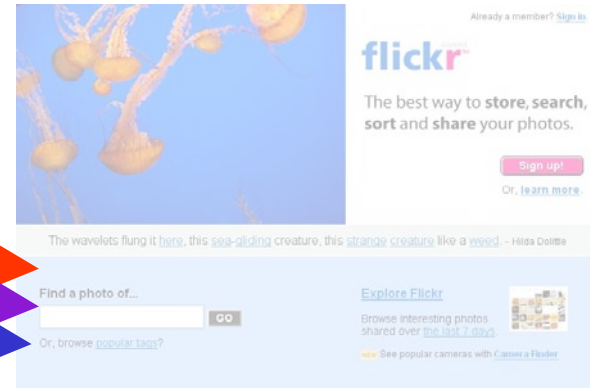 Already a member? Sign in
flickr
The best way to store, search,
sort and share your photos.
Sign up!
Or, learn more.
The wavelets flung it here, this sea-gliding creature, this strange creature like a weed. - Hilda Dolittle
Find a photo of...
GO
Or, browse popular tags?
Explore Flickr
Browse interesting photos
shared over the last 7 days.
See popular cameras with Camera Finder